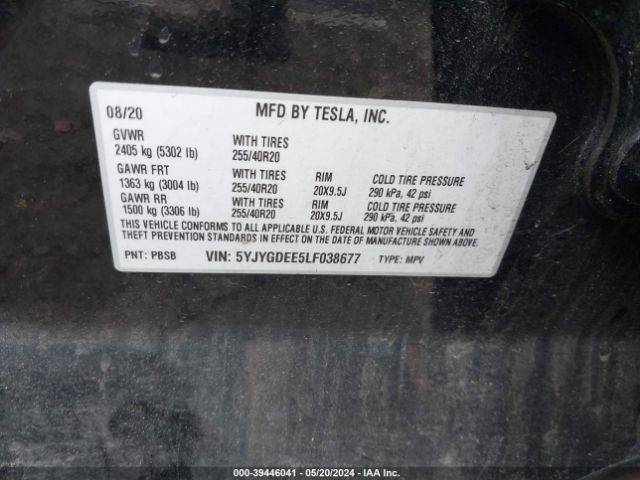 08/20 MFD BY TESLA, INC.
GVWR
2405 kg (5302 lb) WITH TIRES 255/40R20
GAWR FRT
1363 kg (3004 lb) WITH TIRES 255/40R20 RIM 20X9.5J COLD TIRE PRESSURE 290 kPa, 42 psi
GAWR RR
1500 kg (3306 lb) WITH TIRES 255/40R20 RIM 20X9.5J COLD TIRE PRESSURE 290 kPa, 42 psi
THIS VEHICLE CONFORMS TO ALL APPLICABLE U.S. FEDERAL MOTOR VEHICLE SAFETY AND
THEFT PREVENTION STANDARDS IN EFFECT ON THE DATE OF MANUFACTURE SHOWN ABOVE.
PNT: PBSB VIN: 5YJYGDEE5LF038677 TYPE: MPV
000-39446041 - 05/20/2024 - IAA Inc.